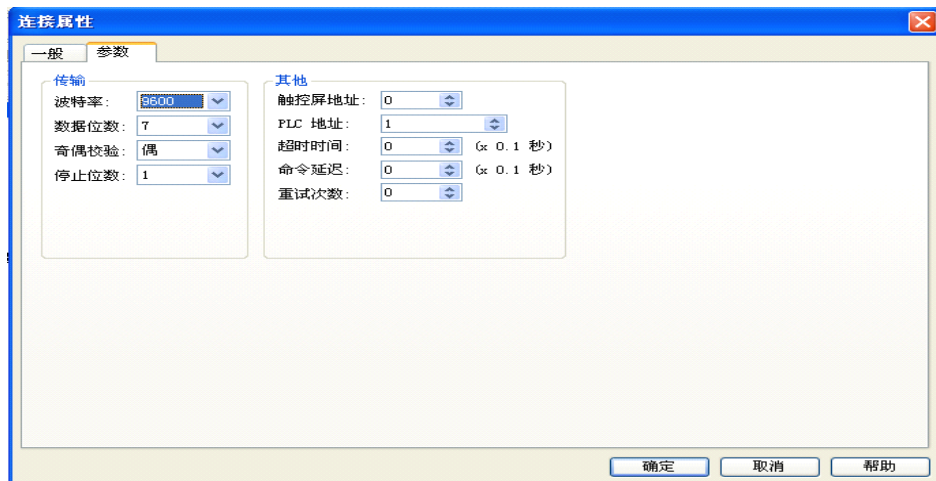 连接属性
一般 参数
传输
波特率: 9600
数据位数: 7
奇偶校验: 偶
停止位数: 1
其他
触控屏地址: 0
PLC 地址: 1
超时时间: 0 (x 0.1 秒)
命令延迟: 0 (x 0.1 秒)
重试次数: 0
确定 取消 帮助